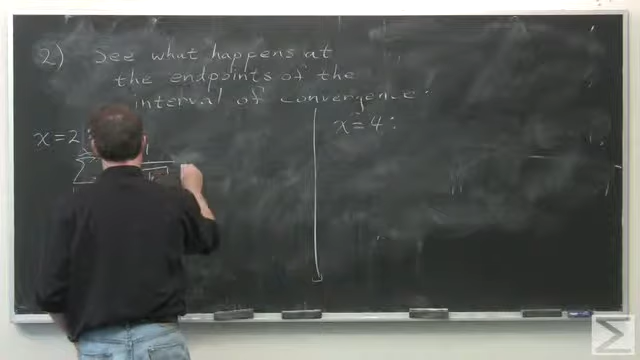 2) See what happens at
the endpoints of the
interval of convergence:
x=2
x=4:
∑
Σ